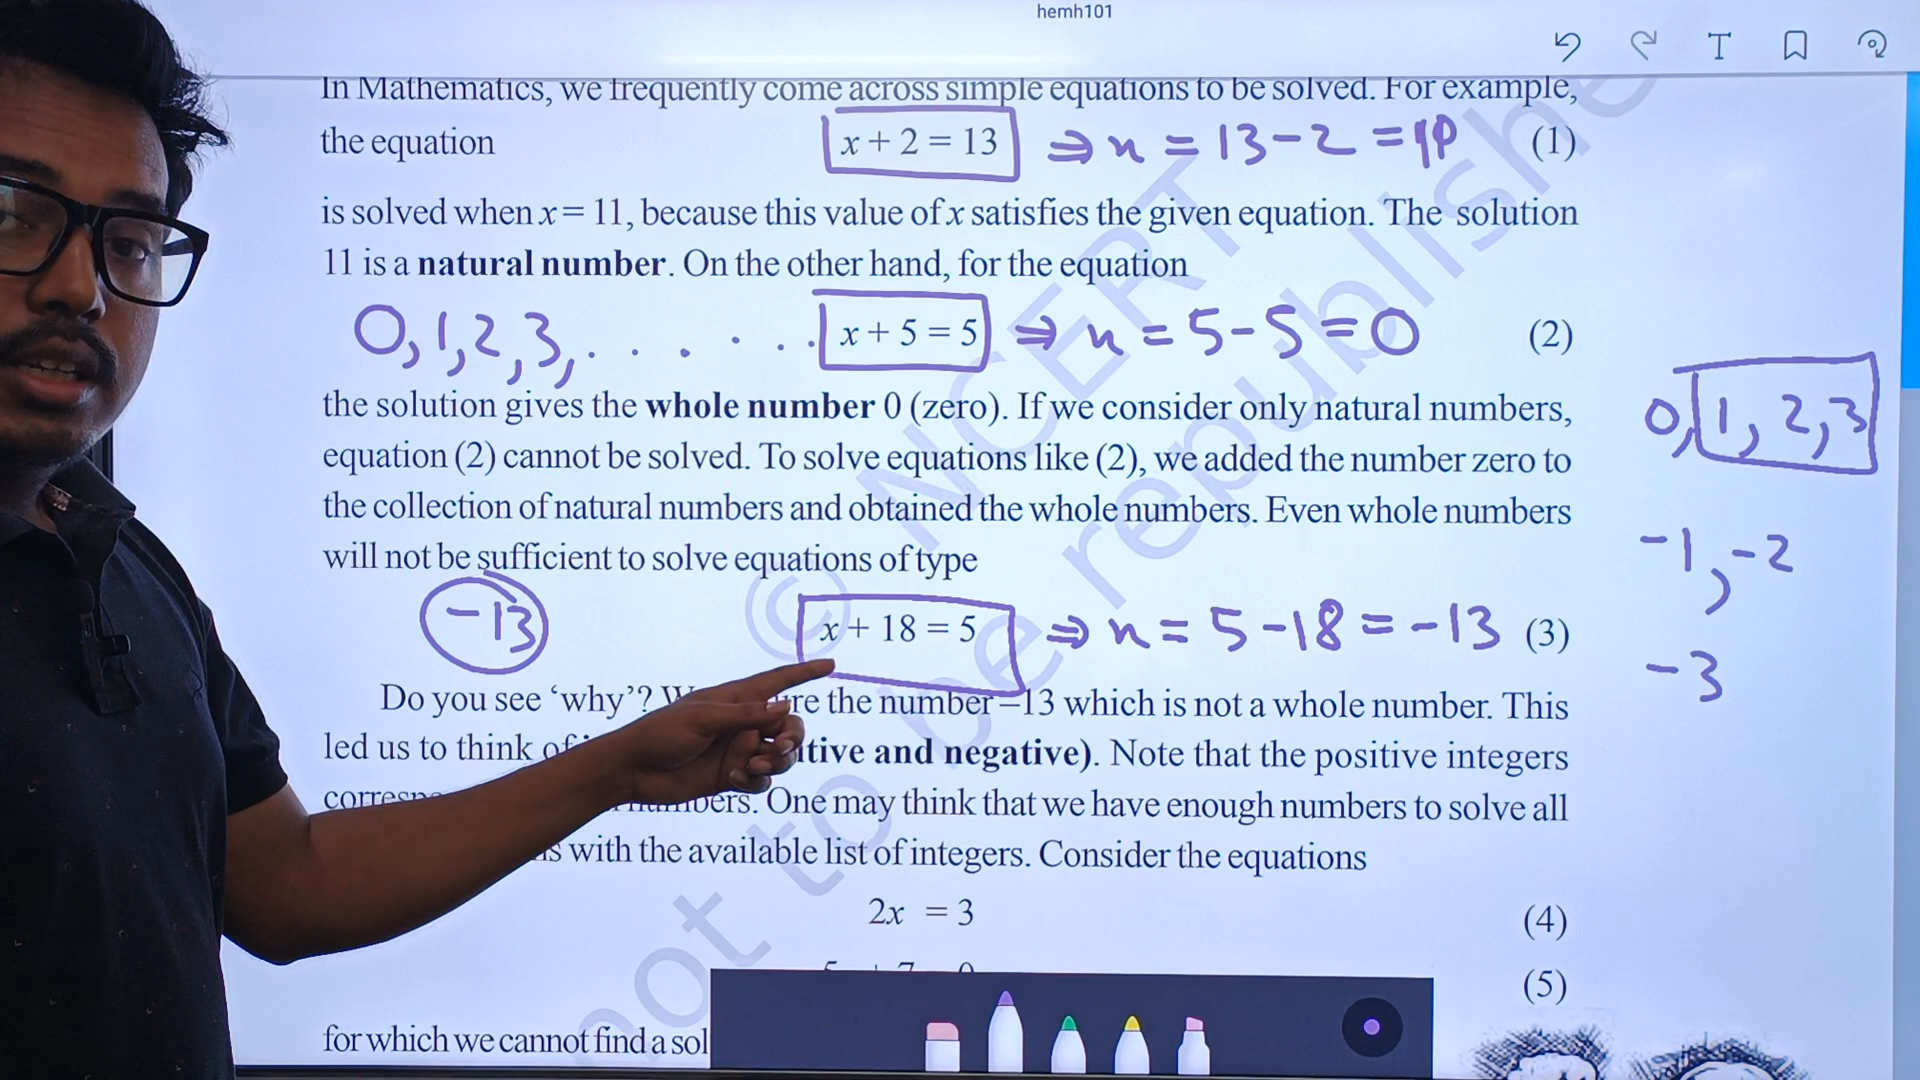 hemh101
T
In Mathematics, we frequently come across simple equations to be solved. For example,
the equation x + 2 = 13 ⇒ x = 13 - 2 = (1)
is solved when x = 11, because this value of x satisfies the given equation. The solution
11 is a natural number. On the other hand, for the equation
0, 1, 2, 3, . . . . . . x + 5 = 5 ⇒ x = 5 - 5 = 0 (2)
the solution gives the whole number 0 (zero). If we consider only natural numbers,
0, 1, 2, 3
equation (2) cannot be solved. To solve equations like (2), we added the number zero to
the collection of natural numbers and obtained the whole numbers. Even whole numbers
-1, -2
will not be sufficient to solve equations of type
-13 x + 18 = 5 ⇒ x = 5 - 18 = -13 (3)
-3
Do you see ‘why’? the number –13 which is not a whole number. This
led us to think of and negative). Note that the positive integers
One may think that we have enough numbers to solve all
with the available list of integers. Consider the equations
2x = 3 (4)
(5)
for which we cannot find a
© NCERT
not to be republished